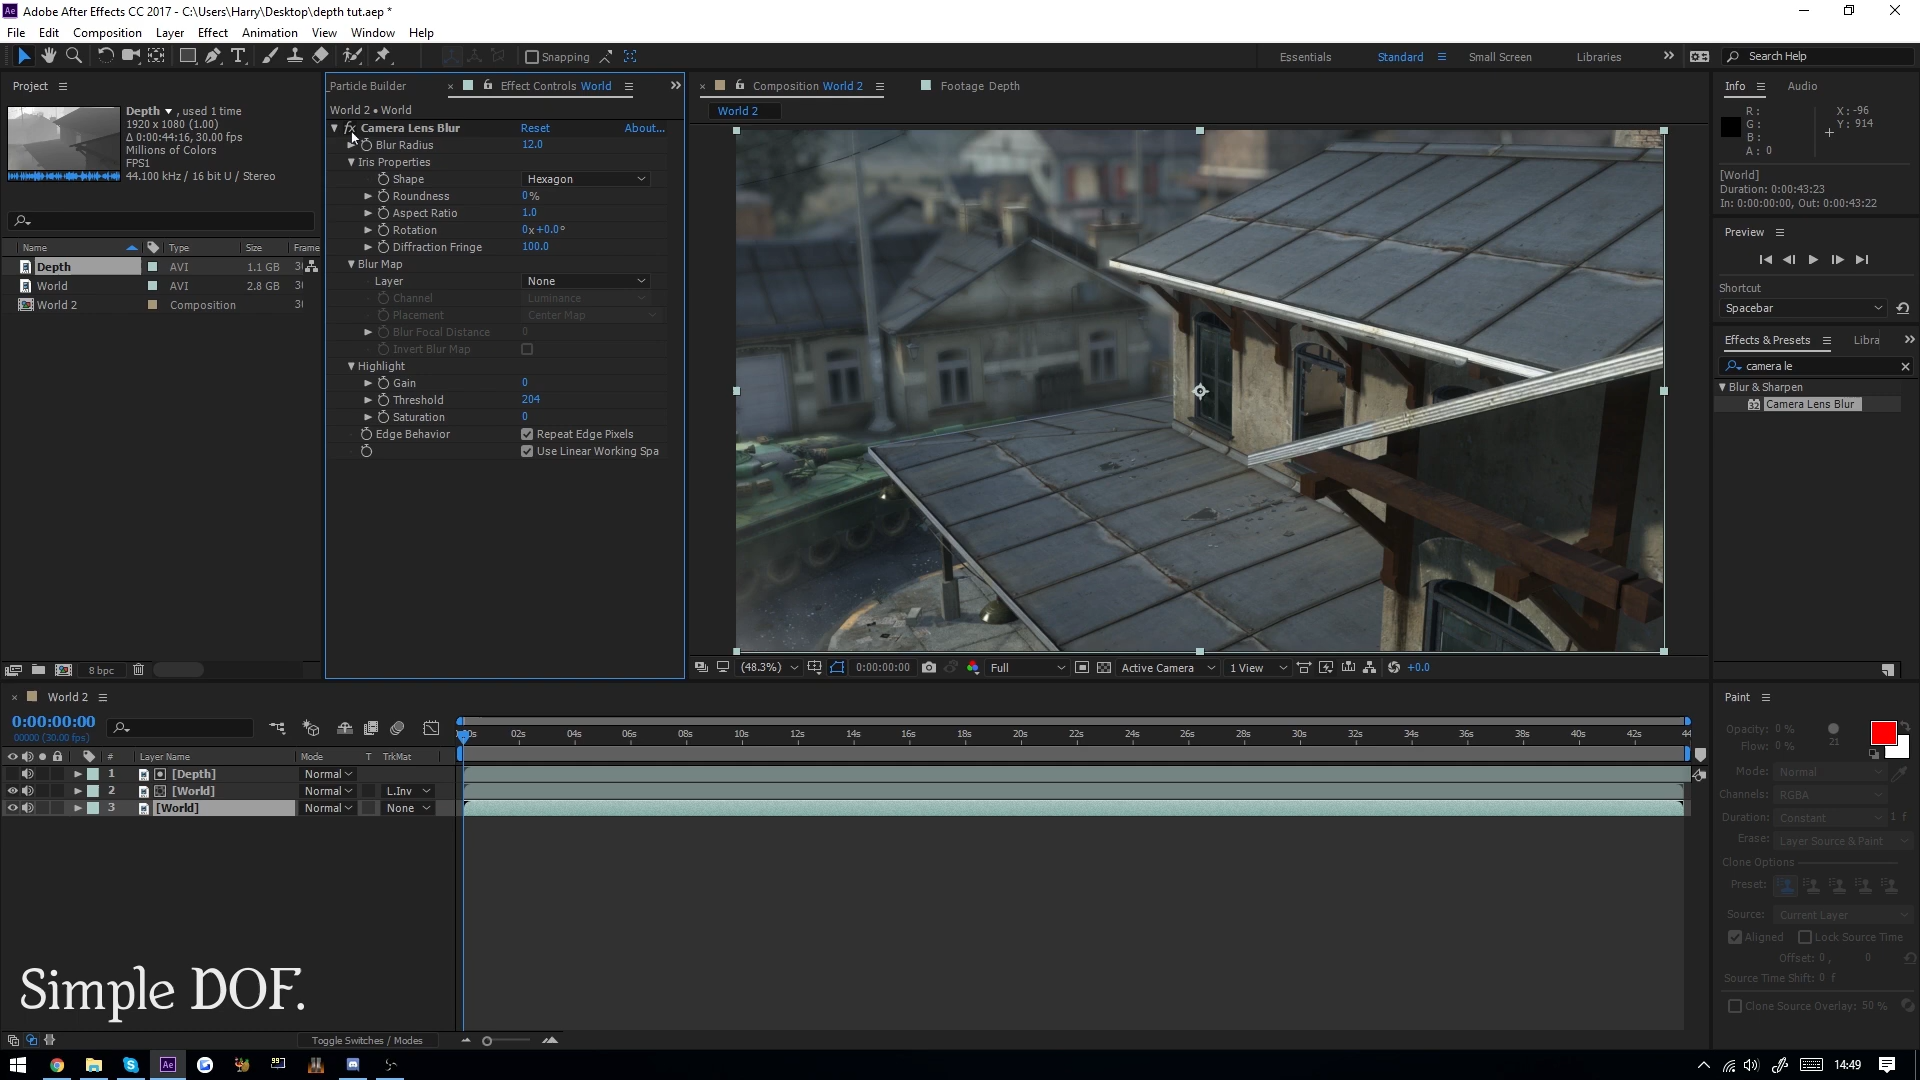 Ae Adobe After Effects CC 2017 - C:\Users\Harry\Desktop\depth tut.aep *
File Edit Composition Layer Effect Animation View Window Help
Snapping
Essentials Standard Small Screen Libraries Search Help
Project
Depth , used 1 time
1920 x 1080 (1.00)
Δ 0:00:44:16, 30.00 fps
Millions of Colors
FPS1
44.100 kHz / 16 bit U / Stereo
Name Type Size Frame
Depth AVI 1.1 GB
World AVI 2.8 GB
World 2 Composition
8 bpc
Particle Builder Effect Controls World
World 2 • World
fx Camera Lens Blur Reset About...
Blur Radius 12.0
Iris Properties
Shape Hexagon
Roundness 0%
Aspect Ratio 1.0
Rotation 0x+0.0°
Diffraction Fringe 100.0
Blur Map
Layer None
Channel Luminance
Placement Center Map
Blur Focal Distance 0
Invert Blur Map
Highlight
Gain 0
Threshold 204
Saturation 0
Edge Behavior Repeat Edge Pixels
Use Linear Working Spa
Composition World 2 Footage Depth
World 2
(48.3%) 0:00:00:00 Full Active Camera 1 View +0.0
Info Audio
R: X: -96
G: Y: 914
B:
A: 0
[World]
Duration: 0:00:43:23
In: 0:00:00:00, Out: 0:00:43:22
Preview
Shortcut
Spacebar
Effects & Presets Libra
camera le
Blur & Sharpen
32 Camera Lens Blur
World 2
0:00:00:00
00000 (30.00 fps)
02s 04s 06s 08s 10s 12s 14s 16s 18s 20s 22s 24s 26s 28s 30s 32s 34s 36s 38s 40s 42s 44
# Layer Name Mode T TrkMat
1 [Depth] Normal
2 [World] Normal L.Inv
3 [World] Normal None
Simple DOF.
Toggle Switches / Modes
Paint
Opacity: 0 %
Flow: 0 % 21
Mode: Normal
Channels: RGBA
Duration: Constant 1 f
Erase: Layer Source & Paint
Clone Options
Preset:
Source: Current Layer
Aligned Lock Source Time
Offset: 0 , 0
Source Time Shift: 0 f
Clone Source Overlay: 50 %
Ae 14:49